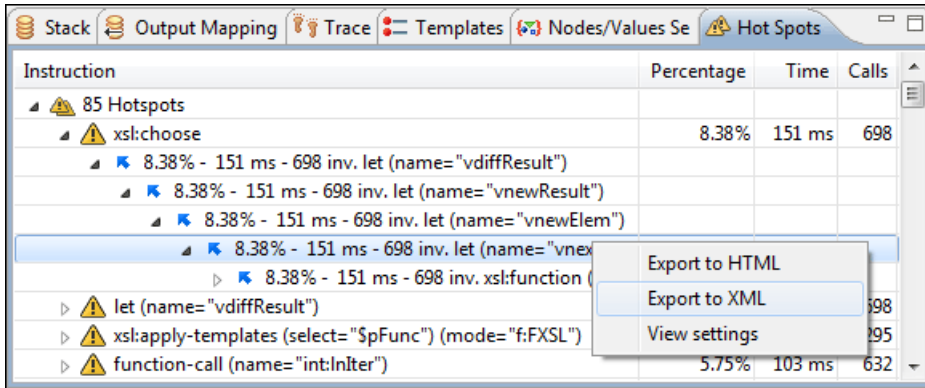 Stack Output Mapping Trace Templates Nodes/Values Se Hot Spots
Instruction Percentage Time Calls
85 Hotspots
xsl:choose 8.38% 151 ms 698
8.38% - 151 ms - 698 inv. let (name="vdiffResult")
8.38% - 151 ms - 698 inv. let (name="vnewResult")
8.38% - 151 ms - 698 inv. let (name="vnewElem")
8.38% - 151 ms - 698 inv. let (name="vnex
Export to HTML
8.38% - 151 ms - 698 inv. xsl:function (
Export to XML
let (name="vdiffResult") 698
View settings
xsl:apply-templates (select="$pFunc") (mode="f:FXSL") 295
function-call (name="int:InIter") 5.75% 103 ms 632